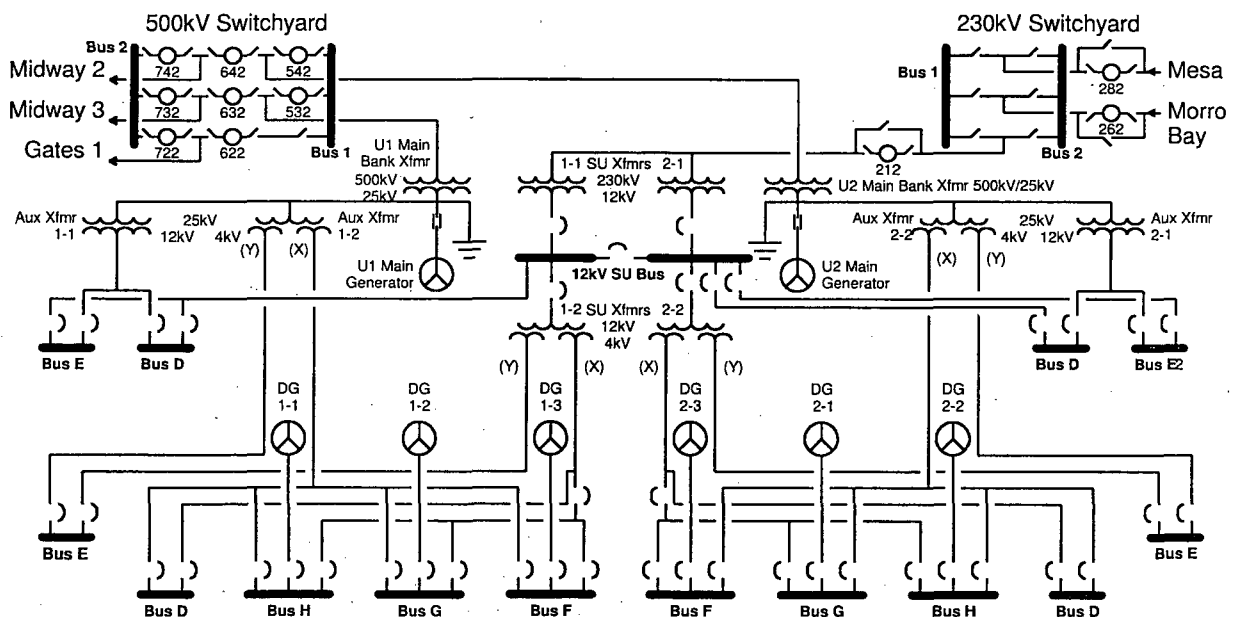 500kV Switchyard
230kV Switchyard
Bus 2
742 642 542
Midway 2
Midway 3
732 632 532
Gates 1
722 622
Bus 1
Bus 1
Mesa
282
Morro
Bay
262
Bus 2
212
U1 Main
Bank Xfmr
500kV
25kV
1-1 SU Xfmrs 2-1
230kV
12kV
U2 Main Bank Xfmr 500kV/25kV
Aux Xfmr
1-1
25kV
12kV 4kV
(Y) (X)
Aux Xfmr
1-2
Aux Xfmr
2-2
(X) (Y)
25kV
4kV 12kV
Aux Xfmr
2-1
U1 Main
Generator
12kV SU Bus
U2 Main
Generator
1-2 SU Xfmrs 2-2
12kV
4kV
(Y) (X) (X) (Y)
Bus E Bus D
Bus D Bus E2
DG
1-1
DG
1-2
DG
1-3
DG
2-3
DG
2-1
DG
2-2
Bus E
Bus E
Bus D Bus H Bus G Bus F Bus F Bus G Bus H Bus D